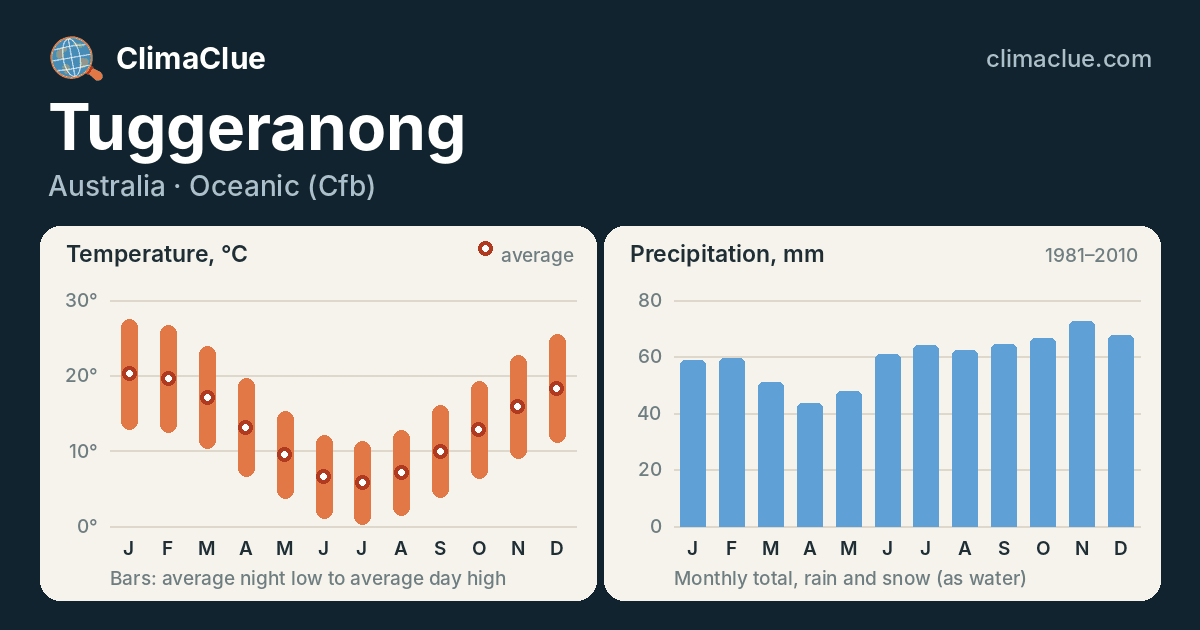 ClimaClue
climaclue.com
Tuggeranong
Australia · Oceanic (Cfb)
Temperature, °C
average
30°
20°
10°
0°
J F M A M J J A S O N D
Bars: average night low to average day high
Precipitation, mm
1981–2010
80
60
40
20
0
J F M A M J J A S O N D
Monthly total, rain and snow (as water)